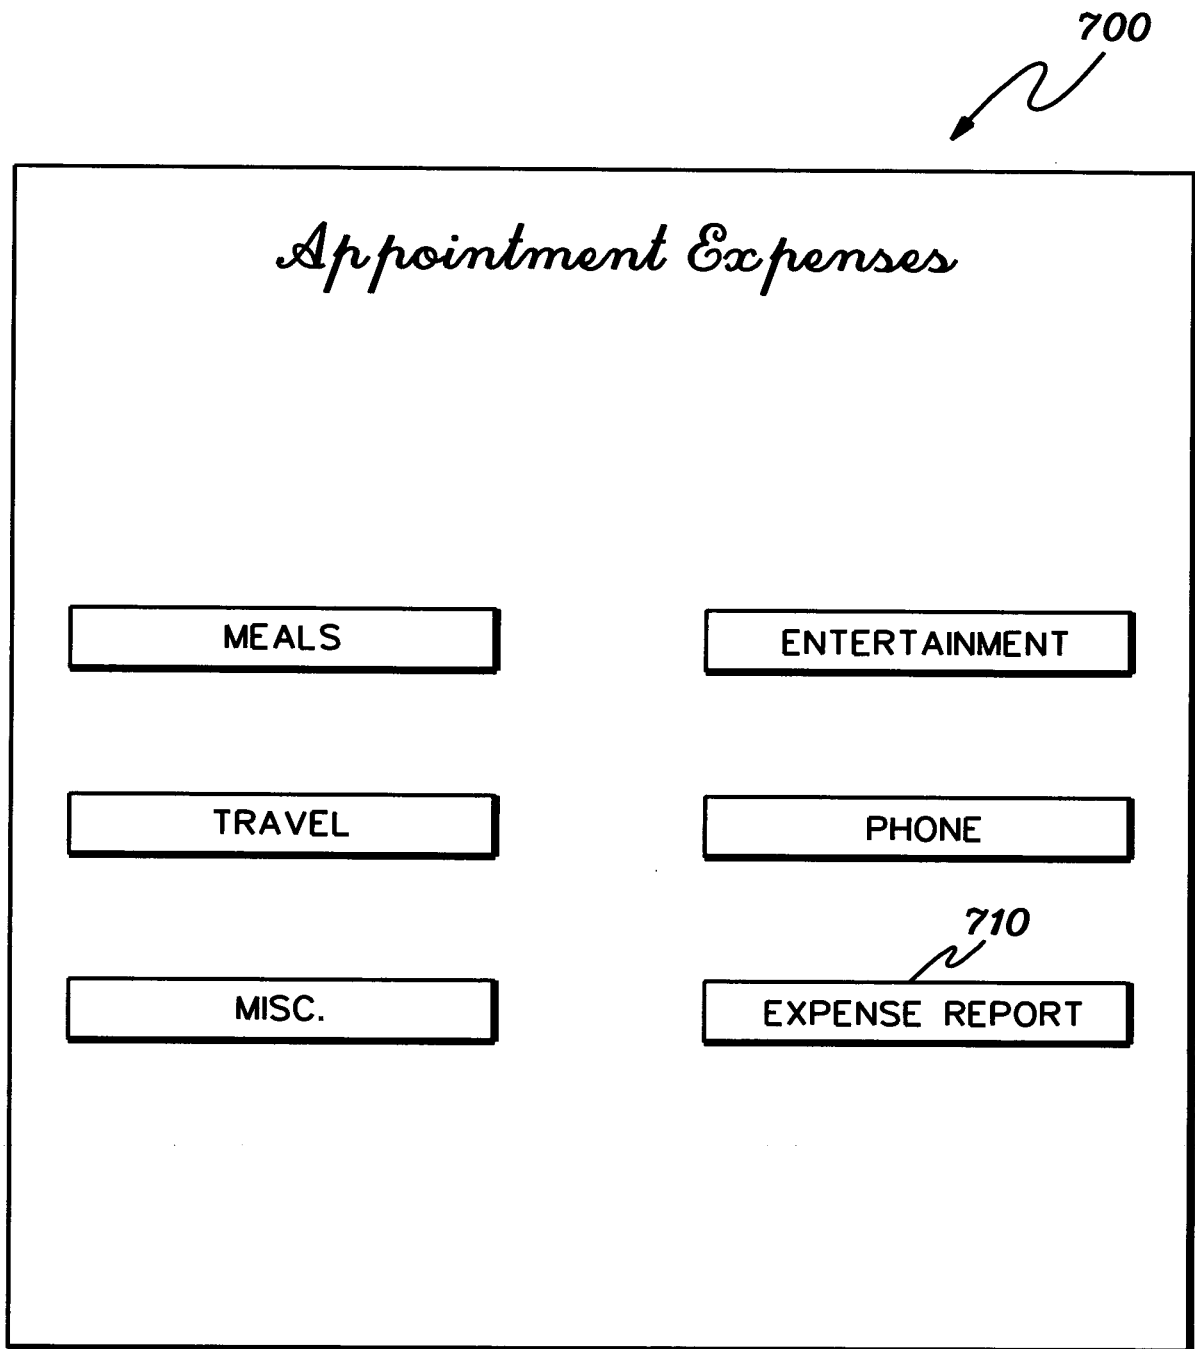 700
Appointment Expenses
MEALS
ENTERTAINMENT
TRAVEL
PHONE
710
MISC.
EXPENSE REPORT